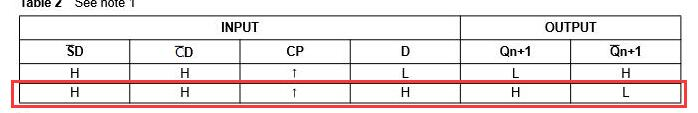 Table 2 See note 1
INPUT OUTPUT
S̅D C̅D CP D Qn+1 Q̅n+1
H H ↑ L L H
H H ↑ H H L